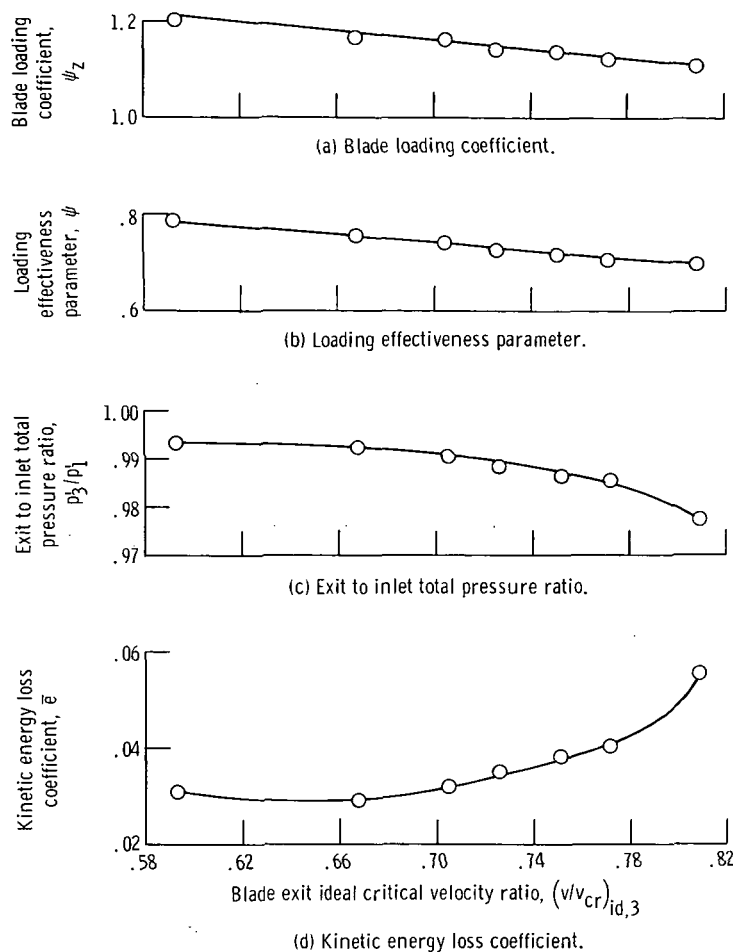 Blade loading
coefficient,
ψz
1.2
1.0
(a) Blade loading coefficient.
Loading
effectiveness
parameter, ψ
.8
.6
(b) Loading effectiveness parameter.
Exit to inlet total
pressure ratio,
p'3/p'1
1.00
.99
.98
.97
(c) Exit to inlet total pressure ratio.
Kinetic energy loss
coefficient, e̅
.06
.04
.02
.58 .62 .66 .70 .74 .78 .82
Blade exit ideal critical velocity ratio, (v/vcr)id,3
(d) Kinetic energy loss coefficient.